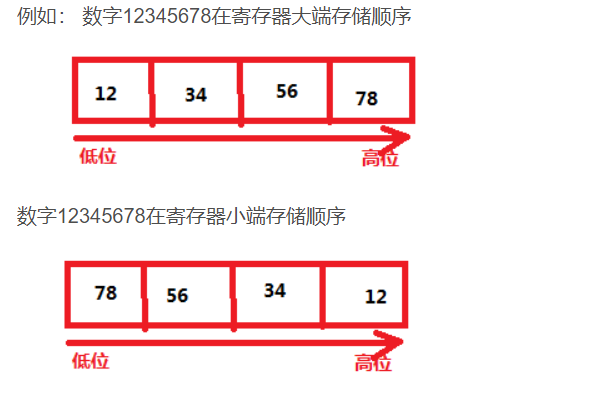 例如： 数字12345678在寄存器大端存储顺序
12 34 56 78
低位 高位
数字12345678在寄存器小端存储顺序
78 56 34 12
低位 高位